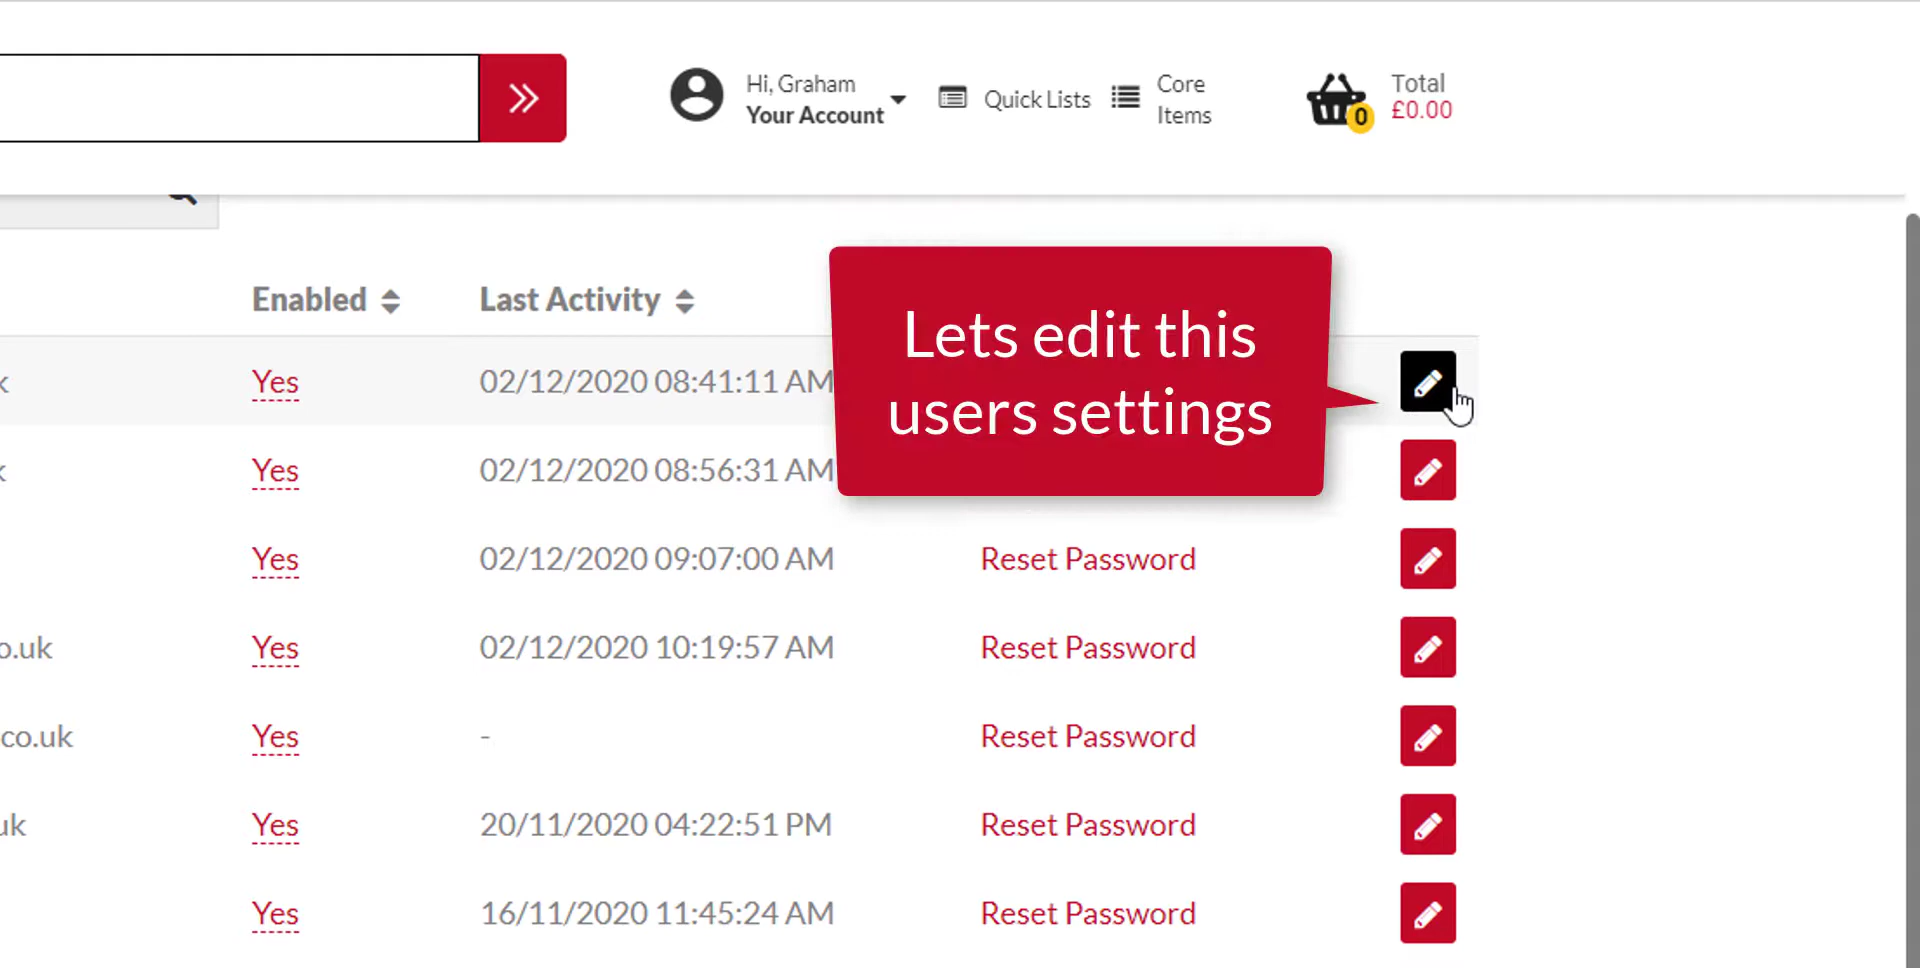 Hi, Graham
Your Account
Quick Lists
Core
Items
0
Total
£0.00
Enabled
Last Activity
Lets edit this
users settings
k Yes 02/12/2020 08:41:11 AM
k Yes 02/12/2020 08:56:31 AM
Yes 02/12/2020 09:07:00 AM Reset Password
o.uk Yes 02/12/2020 10:19:57 AM Reset Password
co.uk Yes - Reset Password
uk Yes 20/11/2020 04:22:51 PM Reset Password
Yes 16/11/2020 11:45:24 AM Reset Password